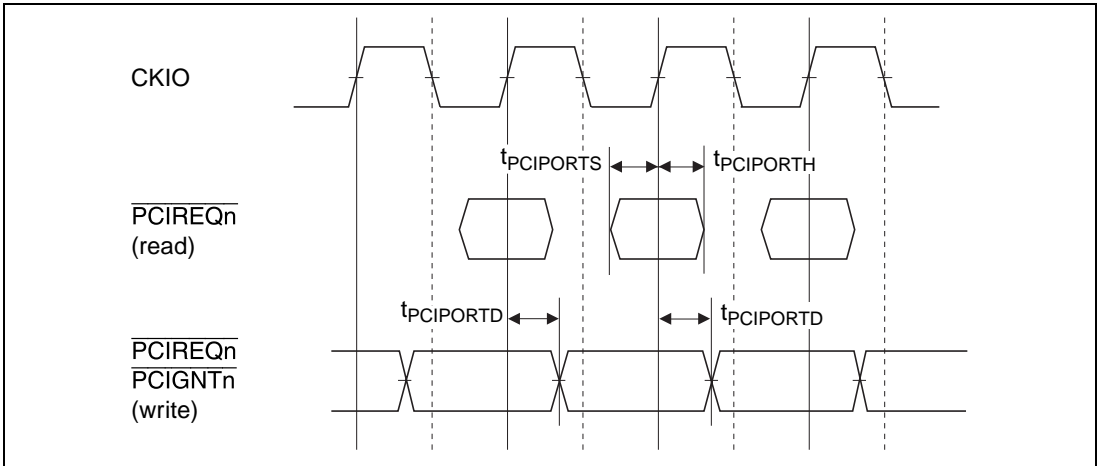 CKIO
tPCIPORTS
tPCIPORTH
PCIREQn
(read)
tPCIPORTD
tPCIPORTD
PCIREQn
PCIGNTn
(write)